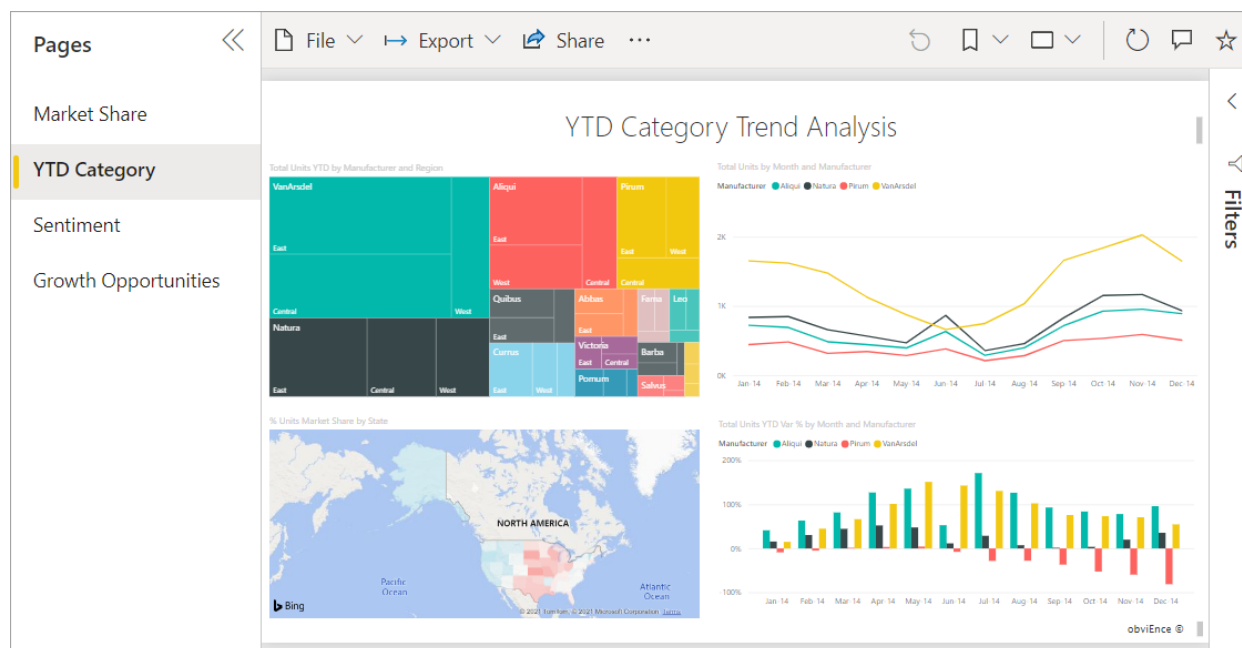 Pages
Market Share
YTD Category
Sentiment
Growth Opportunities
File Export Share
Filters
YTD Category Trend Analysis
Total Units YTD by Manufacturer and Region
VanArsdel
East
Central
West
Natura
East
Central
West
Aliqui
East
West
Central
Pirum
East
West
Central
Quibus
East
Currus
East
West
Abbas
East
Victoria
East
Central
Pomum
Fama
Leo
Barba
Salvus
Total Units by Month and Manufacturer
Manufacturer Aliqui Natura Pirum VanArsdel
2K
1K
0K
Jan-14 Feb-14 Mar-14 Apr-14 May-14 Jun-14 Jul-14 Aug-14 Sep-14 Oct-14 Nov-14 Dec-14
% Units Market Share by State
NORTH AMERICA
Pacific
Ocean
Atlantic
Ocean
Bing
© 2021 TomTom, © 2021 Microsoft Corporation Terms
Total Units YTD Var % by Month and Manufacturer
Manufacturer Aliqui Natura Pirum VanArsdel
200%
100%
0%
-100%
Jan-14 Feb-14 Mar-14 Apr-14 May-14 Jun-14 Jul-14 Aug-14 Sep-14 Oct-14 Nov-14 Dec-14
obviEnce ©